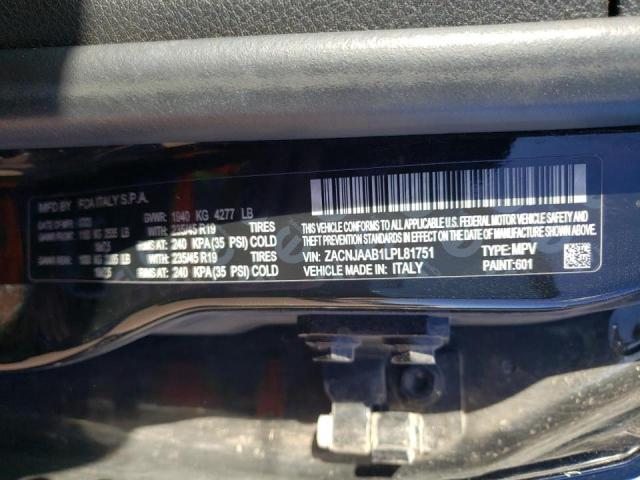 MFD BY FCA ITALY S.P.A.
GVWR: 1940 KG 4277 LB
WITH: 235/45 R19 TIRES
RIMS AT: 240 KPA (35 PSI) COLD
WITH: 235/45 R19 TIRES
RIMS AT: 240 KPA (35 PSI) COLD
THIS VEHICLE CONFORMS TO ALL APPLICABLE FEDERAL MOTOR VEHICLE SAFETY
AND THEFT PREVENTION STANDARDS IN EFFECT ON THE DATE OF MANUFACTURE
VIN: ZACNJAAB1LPL81751 TYPE: MPV
VEHICLE MADE IN: ITALY PAINT: 601